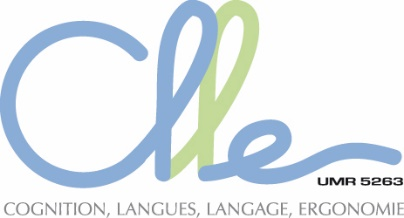 Clle
UMR 5263
COGNITION, LANGUES, LANGAGE, ERGONOMIE